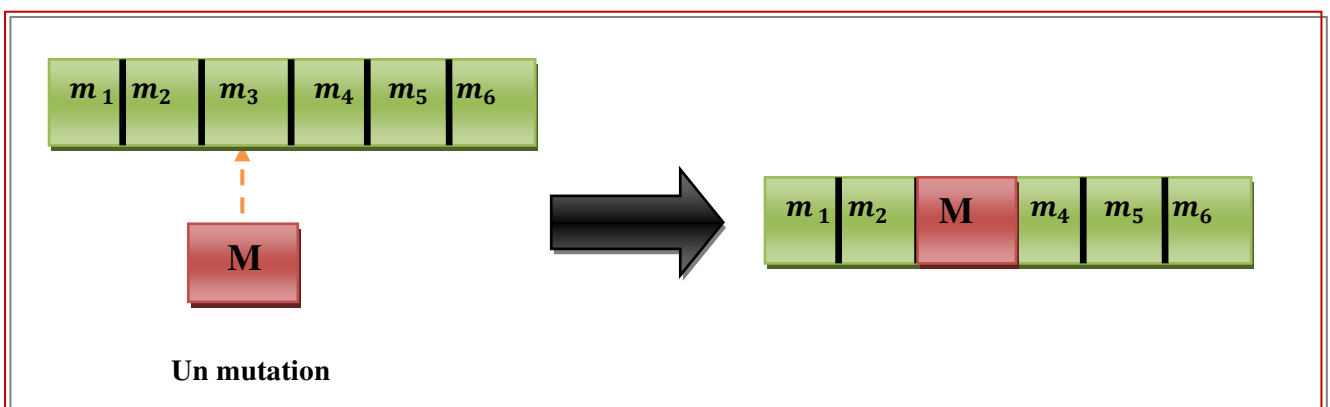 m₁ m₂ m₃ m₄ m₅ m₆
M
Un mutation
m₁ m₂ M m₄ m₅ m₆